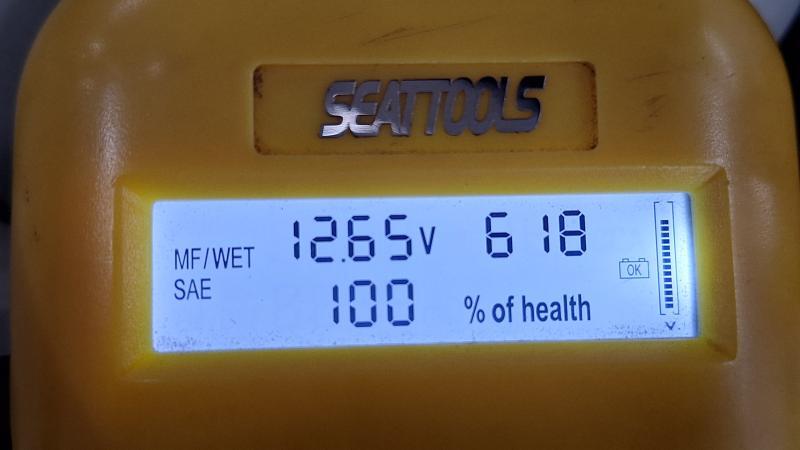 SEATTOOLS
MF/WET 12.65V 618
SAE 100 % of health
OK